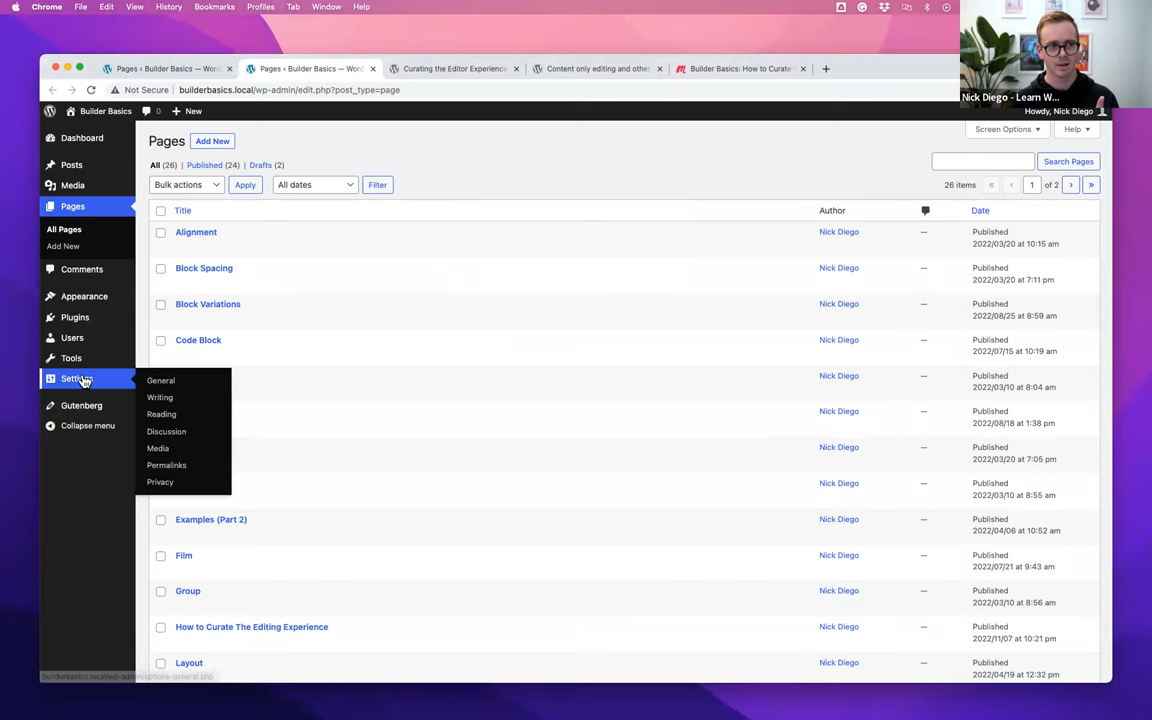 Chrome File Edit View History Bookmarks Profiles Tab Window Help
Pages ‹ Builder Basics — Word
Pages ‹ Builder Basics — Word
Curating the Editor Experience
Content only editing and other
Builder Basics: How to Curate
Not Secure builderbasics.local/wp-admin/edit.php?post_type=page
Nick Diego - Learn W...
Builder Basics 0 New
Howdy, Nick Diego
Dashboard
Posts
Media
Pages
All Pages
Add New
Comments
Appearance
Plugins
Users
Tools
Settings
Gutenberg
Collapse menu
General
Writing
Reading
Discussion
Media
Permalinks
Privacy
Pages Add New
Screen Options Help
All (26) Published (24) Drafts (2)
Search Pages
Bulk actions Apply All dates Filter
26 items « ‹ 1 of 2 › »
Title Author Date
Alignment Nick Diego — Published
2022/03/20 at 10:15 am
Block Spacing Nick Diego — Published
2022/03/20 at 7:11 pm
Block Variations Nick Diego — Published
2022/08/25 at 8:59 am
Code Block Nick Diego — Published
2022/07/15 at 10:19 am
Nick Diego — Published
2022/03/10 at 8:04 am
Nick Diego — Published
2022/08/18 at 1:38 pm
Nick Diego — Published
2022/03/20 at 7:05 pm
Nick Diego — Published
2022/03/10 at 8:55 am
Examples (Part 2) Nick Diego — Published
2022/04/06 at 10:52 am
Film Nick Diego — Published
2022/07/21 at 9:43 am
Group Nick Diego — Published
2022/03/10 at 8:56 am
How to Curate The Editing Experience Nick Diego — Published
2022/11/07 at 10:21 pm
Layout Nick Diego — Published
2022/04/19 at 12:32 pm
builderbasics.local/wp-admin/options-general.php